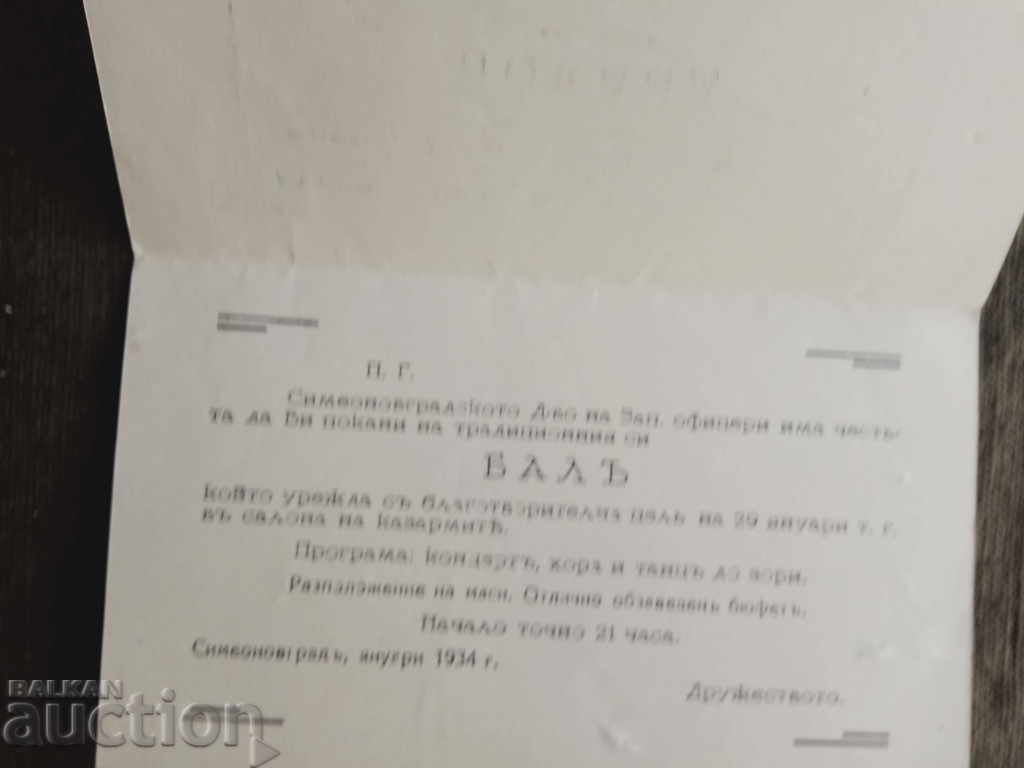 П. Г.
Симеоновградското Д-во на Зап. офицери има честь-
та да Ви покани на традиционния си
БАЛЪ
който урежда съ благотворителна цель на 29 януари т. г.
въ салона на казармитѣ.
Програма: концертъ, хора и танцъ до зори.
Разположение на маси. Отлично обзаведенъ бюфетъ.
Начало точно 21 часа.
Симеоновградъ, януари 1934 г.
Дружеството.
BALKAN
auction